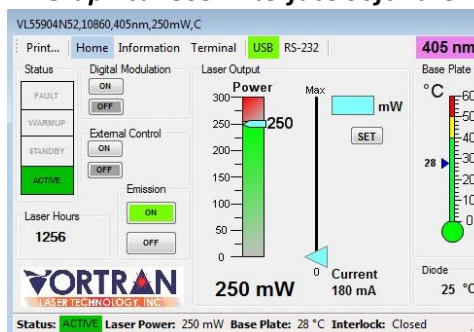 VL55904N52,10860,405nm,250mW,C
Print... Home Information Terminal USB RS-232 405 nm
Status Digital Modulation Laser Output Base Plate
FAULT
WARMUP
STANDBY
ACTIVE
ON
OFF
External Control
ON
OFF
Emission
ON
OFF
Laser Hours
1256
VORTRAN
LASER TECHNOLOGY, INC.
Power
300
250
200
150
100
50
0
250
250 mW
Max
0
mW
SET
Current
180 mA
°C
60
50
40
30
20
10
0
28
Diode
25 °C
Status: ACTIVE Laser Power: 250 mW Base Plate: 28 °C Interlock: Closed